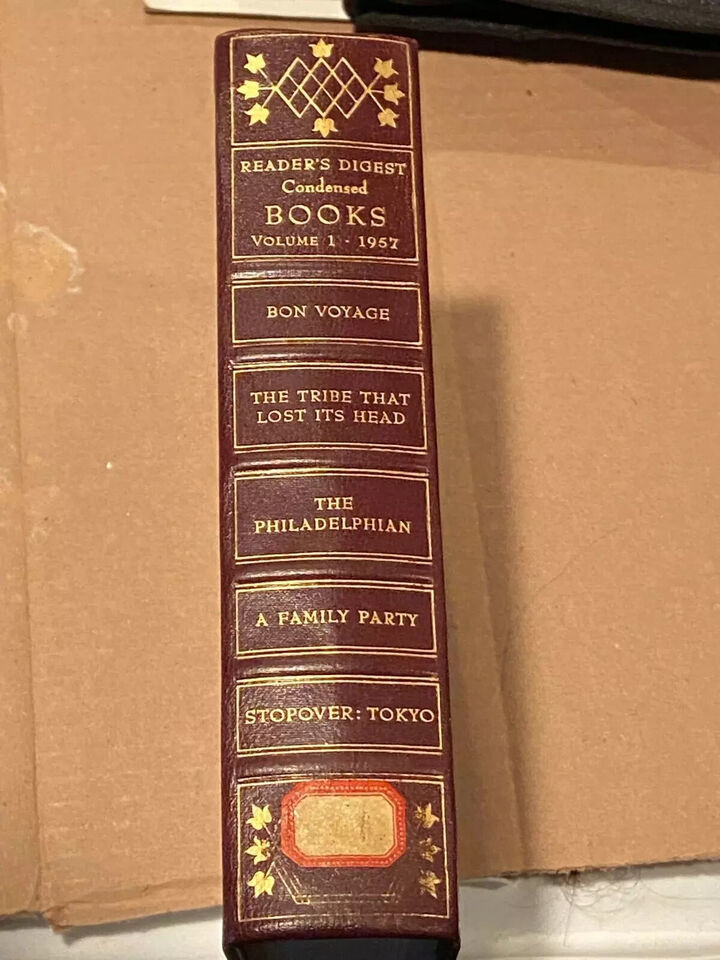 READER'S DIGEST
Condensed
BOOKS
VOLUME 1 · 1957
BON VOYAGE
THE TRIBE THAT
LOST ITS HEAD
THE
PHILADELPHIAN
A FAMILY PARTY
STOPOVER: TOKYO